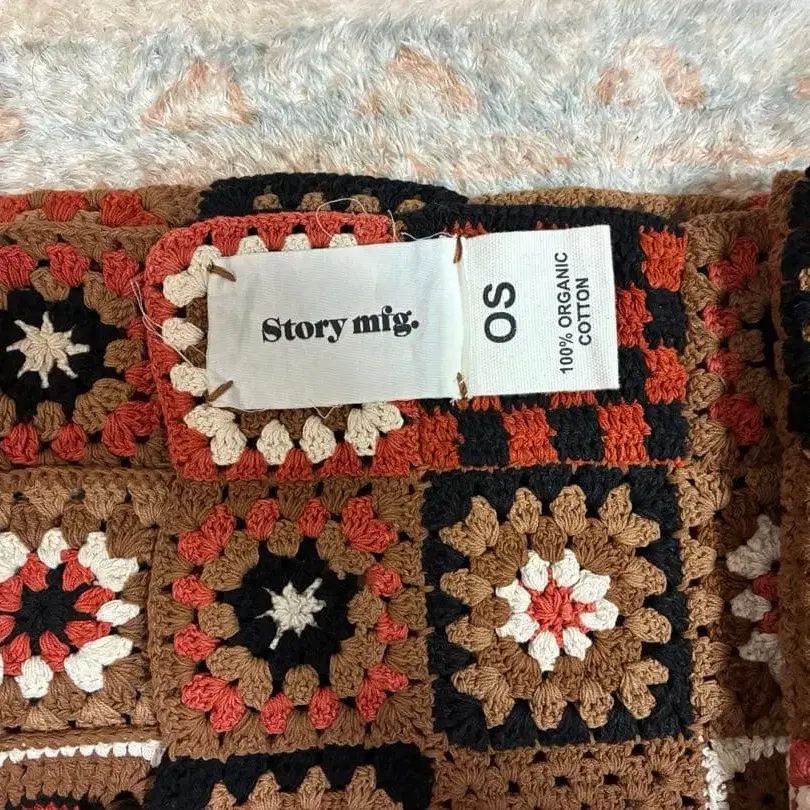 Story mfg.
OS
100% ORGANIC
COTTON